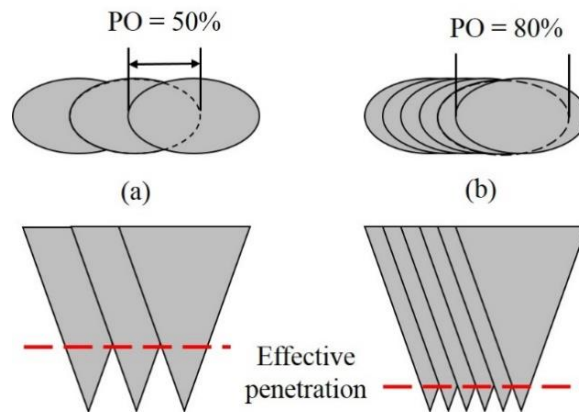 PO = 50%
PO = 80%
(a)
(b)
Effective
penetration